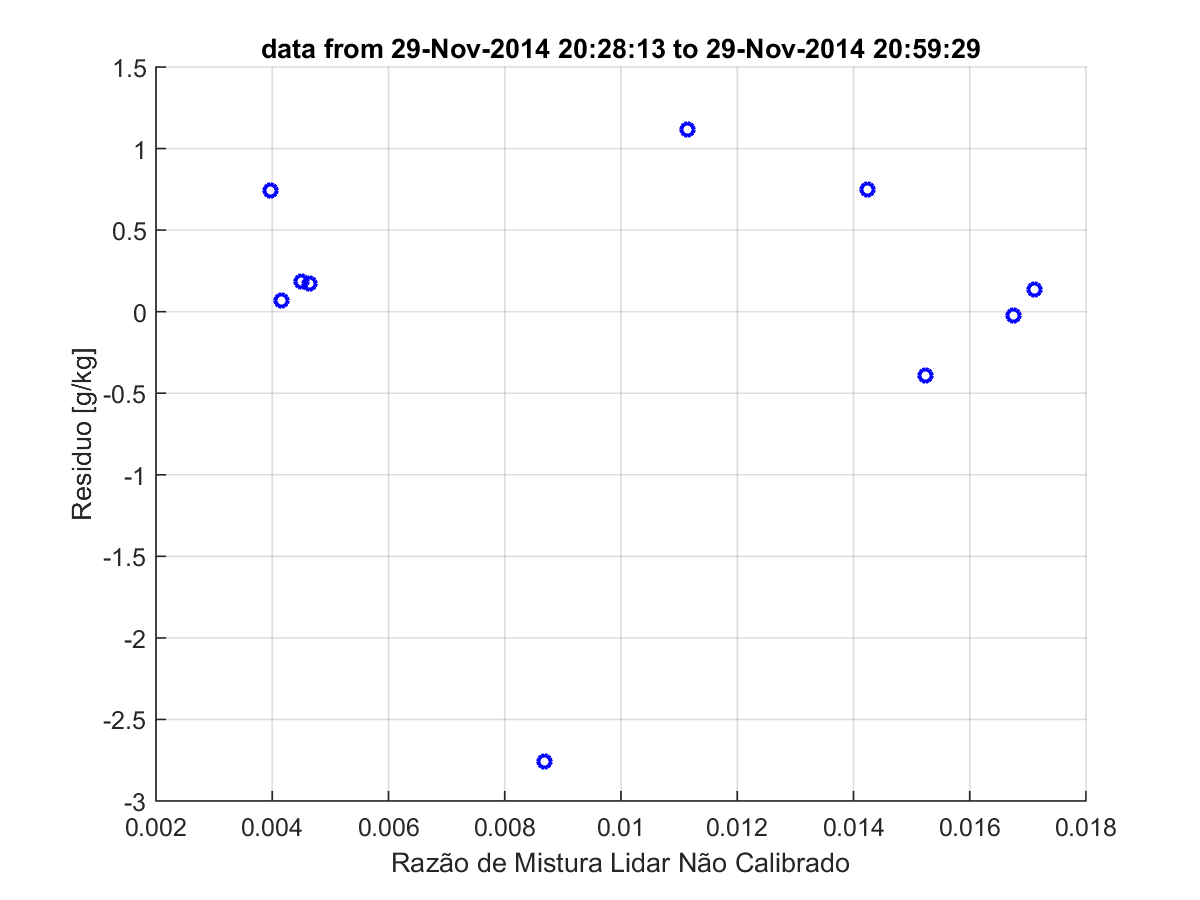 data from 29-Nov-2014 20:28:13 to 29-Nov-2014 20:59:29
1.5
1
0.5
0
-0.5
-1
-1.5
-2
-2.5
-3
Residuo [g/kg]
0.002 0.004 0.006 0.008 0.01 0.012 0.014 0.016 0.018
Razão de Mistura Lidar Não Calibrado